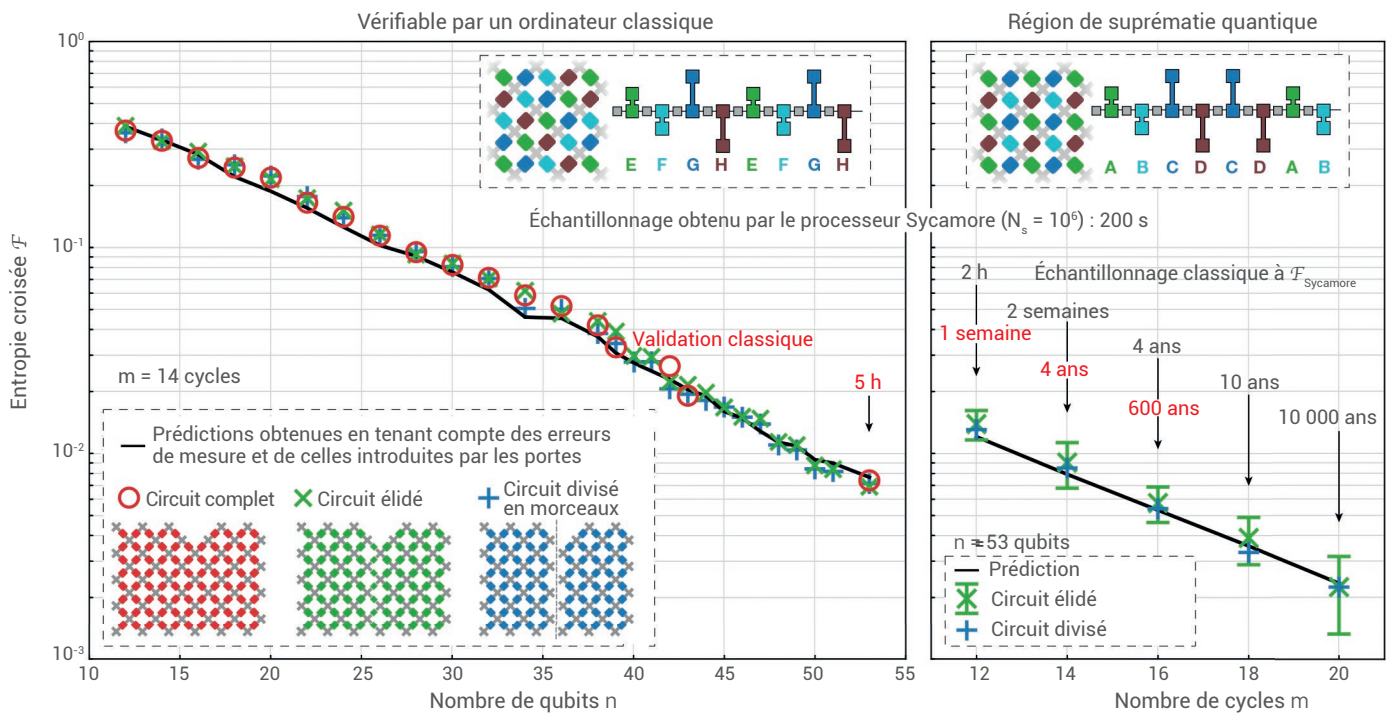 Vérifiable par un ordinateur classique
Région de suprématie quantique
Entropie croisée ℱ
10⁰
10⁻¹
10⁻²
10⁻³
E F G H E F G H
A B C D C D A B
Échantillonnage obtenu par le processeur Sycamore (Nₛ = 10⁶) : 200 s
m = 14 cycles
Validation classique
5 h
Prédictions obtenues en tenant compte des erreurs
de mesure et de celles introduites par les portes
Circuit complet
Circuit élidé
Circuit divisé
en morceaux
10 15 20 25 30 35 40 45 50 55
Nombre de qubits n
Échantillonnage classique à ℱ Sycamore
2 h
1 semaine
2 semaines
4 ans
4 ans
600 ans
10 ans
10 000 ans
n = 53 qubits
Prédiction
Circuit élidé
Circuit divisé
12 14 16 18 20
Nombre de cycles m